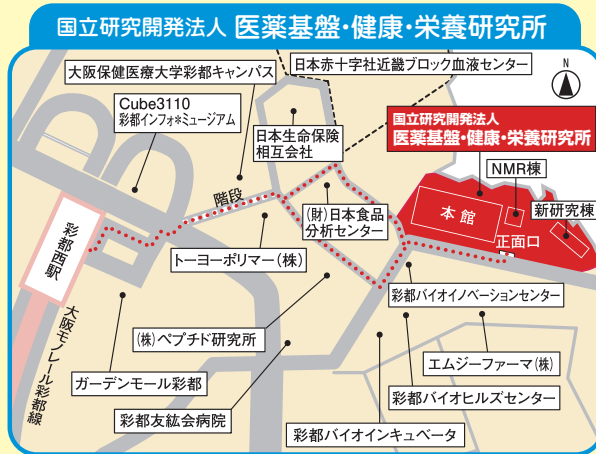 国立研究開発法人 医薬基盤・健康・栄養研究所
大阪保健医療大学彩都キャンパス
日本赤十字社近畿ブロック血液センター
N
Cube3110
彩都インフォ*ミュージアム
日本生命保険
相互会社
国立研究開発法人
医薬基盤・健康・栄養研究所
NMR棟
階段
(財)日本食品
分析センター
本館
新研究棟
正面口
彩都西駅
トーヨーポリマー(株)
彩都バイオイノベーションセンター
大阪モノレール彩都線
(株)ペプチド研究所
エムジーファーマ(株)
ガーデンモール彩都
彩都バイオヒルズセンター
彩都友紘会病院
彩都バイオインキュベータ